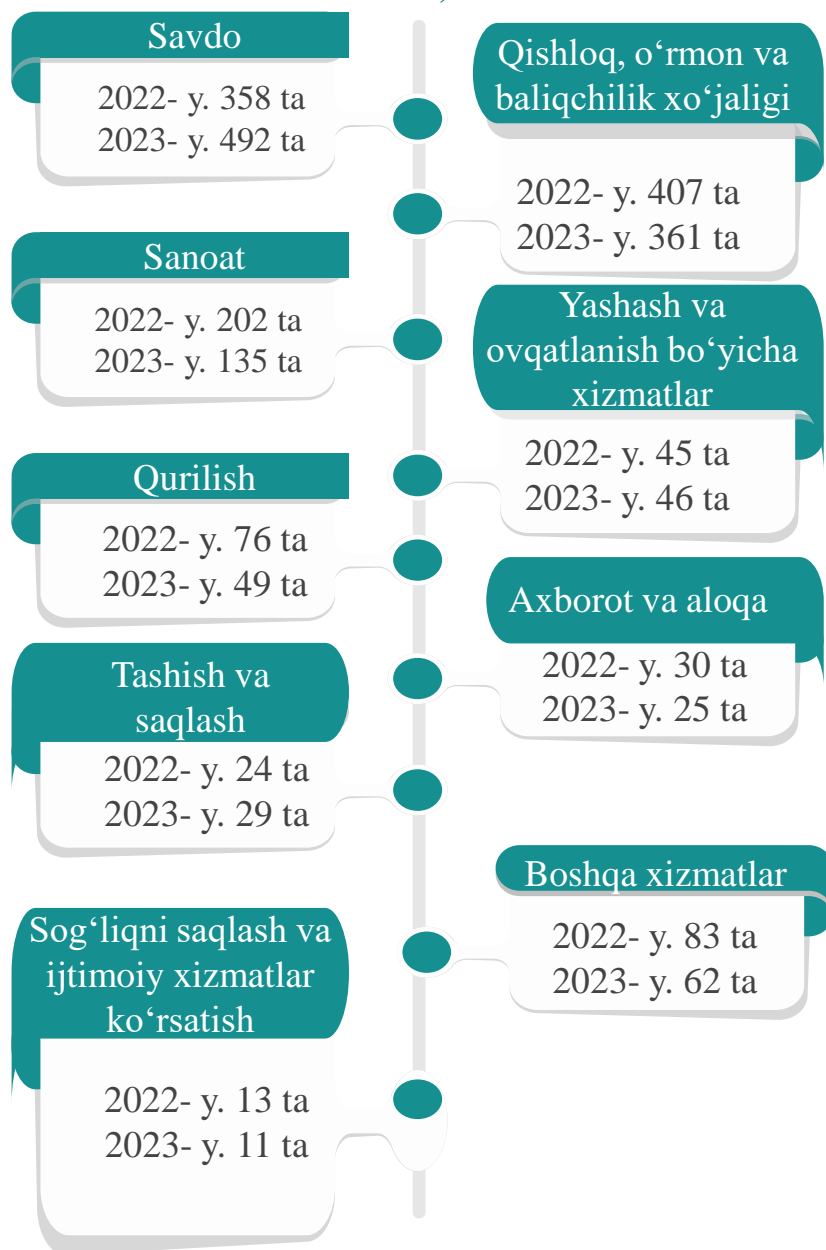 Savdo
2022- y. 358 ta
2023- y. 492 ta
Qishloq, o‘rmon va
baliqchilik xo‘jaligi
2022- y. 407 ta
2023- y. 361 ta
Sanoat
2022- y. 202 ta
2023- y. 135 ta
Yashash va
ovqatlanish bo‘yicha
xizmatlar
2022- y. 45 ta
2023- y. 46 ta
Qurilish
2022- y. 76 ta
2023- y. 49 ta
Axborot va aloqa
2022- y. 30 ta
2023- y. 25 ta
Tashish va
saqlash
2022- y. 24 ta
2023- y. 29 ta
Boshqa xizmatlar
2022- y. 83 ta
2023- y. 62 ta
Sog‘liqni saqlash va
ijtimoiy xizmatlar
ko‘rsatish
2022- y. 13 ta
2023- y. 11 ta